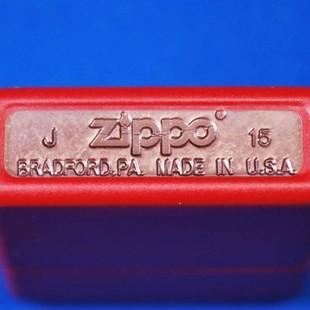 J Zippo® 15
BRADFORD,PA. MADE IN U.S.A.